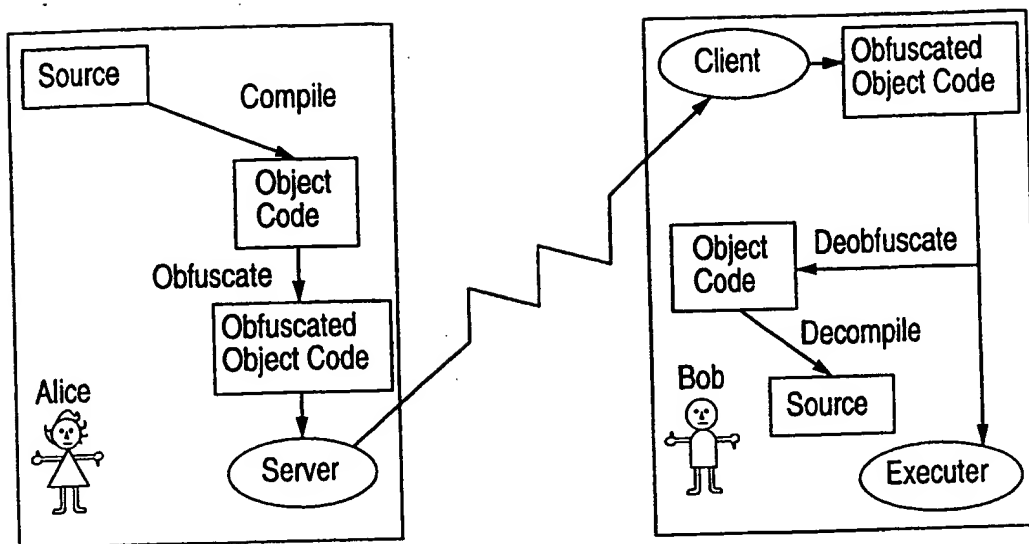 Source
Compile
Object
Code
Obfuscate
Obfuscated
Object Code
Alice
Server
Client
Obfuscated
Object Code
Object
Code
Deobfuscate
Decompile
Bob
Source
Executer